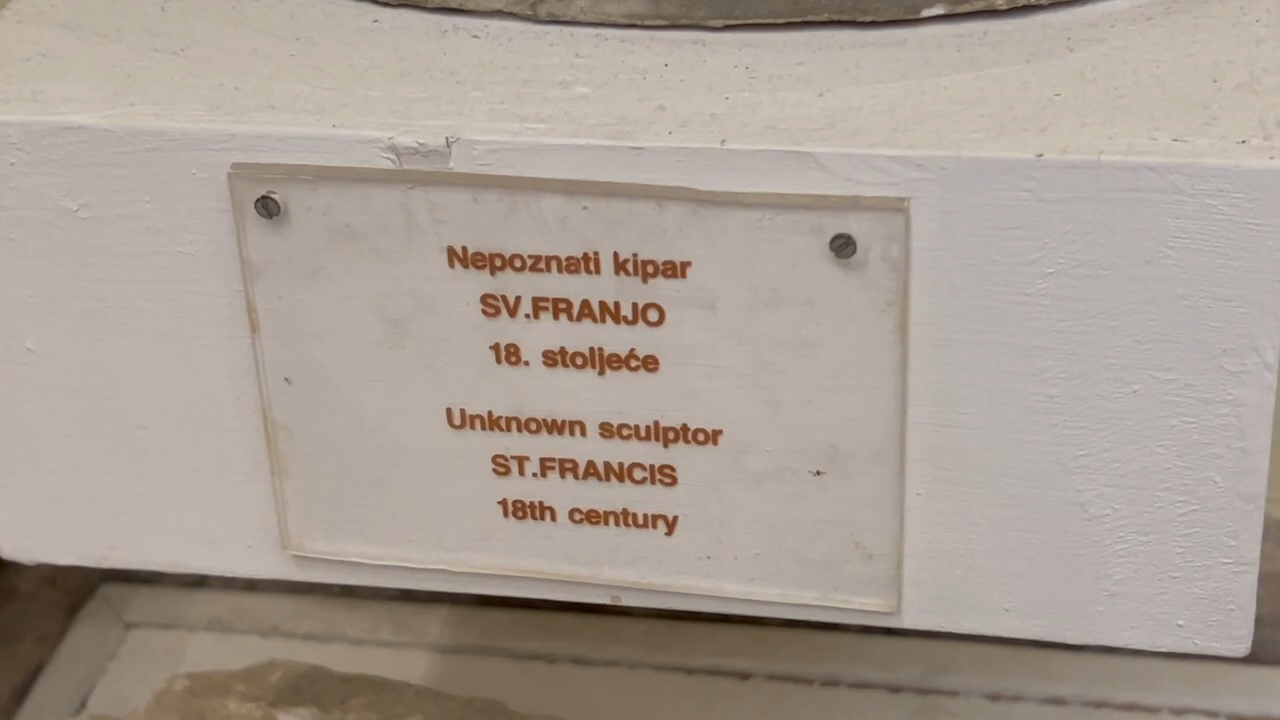 Nepoznati kipar
SV.FRANJO
18. stoljeće
Unknown sculptor
ST.FRANCIS
18th century